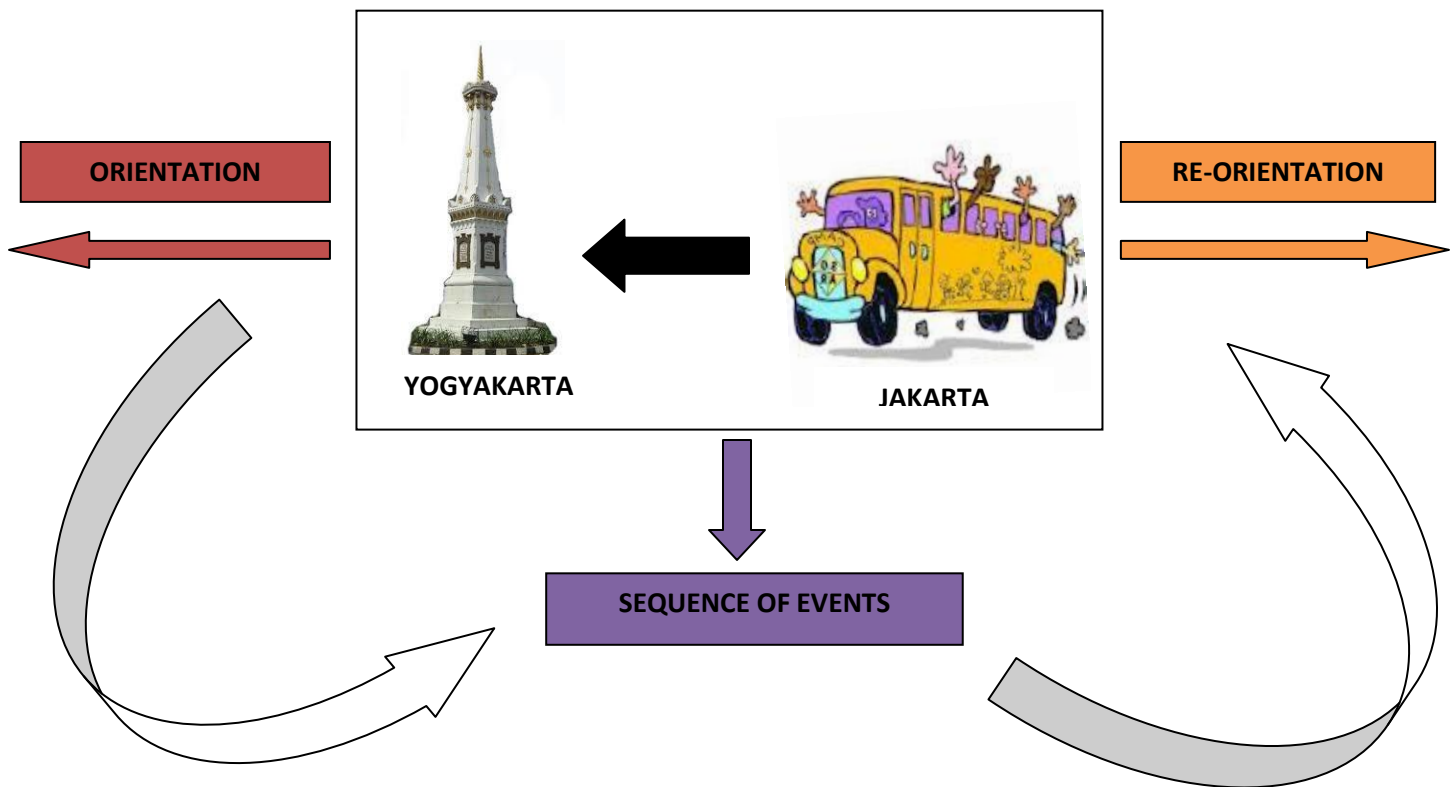 ORIENTATION
RE-ORIENTATION
YOGYAKARTA
JAKARTA
SEQUENCE OF EVENTS